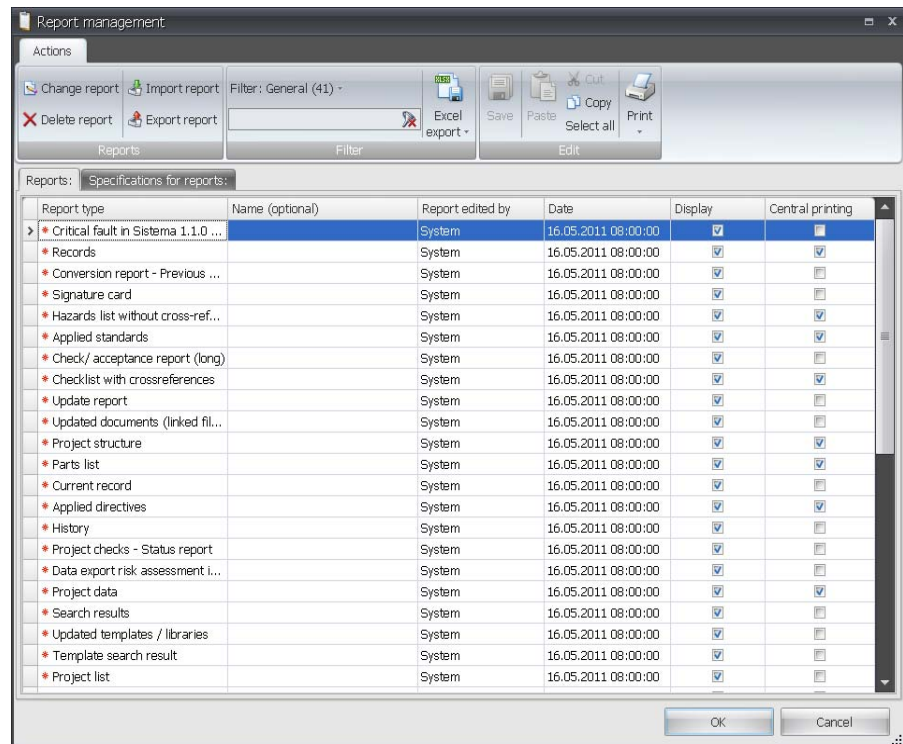 Report management
Actions
Change report Import report Filter: General (41)
Delete report Export report Excel export Save Paste Cut Copy Select all Print
Reports Filter Edit
Reports: Specifications for reports:
Report type Name (optional) Report edited by Date Display Central printing
* Critical fault in Sistema 1.1.0 ... System 16.05.2011 08:00:00
* Records System 16.05.2011 08:00:00
* Conversion report - Previous ... System 16.05.2011 08:00:00
* Signature card System 16.05.2011 08:00:00
* Hazards list without cross-ref... System 16.05.2011 08:00:00
* Applied standards System 16.05.2011 08:00:00
* Check/ acceptance report (long) System 16.05.2011 08:00:00
* Checklist with crossreferences System 16.05.2011 08:00:00
* Update report System 16.05.2011 08:00:00
* Updated documents (linked fil... System 16.05.2011 08:00:00
* Project structure System 16.05.2011 08:00:00
* Parts list System 16.05.2011 08:00:00
* Current record System 16.05.2011 08:00:00
* Applied directives System 16.05.2011 08:00:00
* History System 16.05.2011 08:00:00
* Project checks - Status report System 16.05.2011 08:00:00
* Data export risk assessment i... System 16.05.2011 08:00:00
* Project data System 16.05.2011 08:00:00
* Search results System 16.05.2011 08:00:00
* Updated templates / libraries System 16.05.2011 08:00:00
* Template search result System 16.05.2011 08:00:00
* Project list System 16.05.2011 08:00:00
OK Cancel